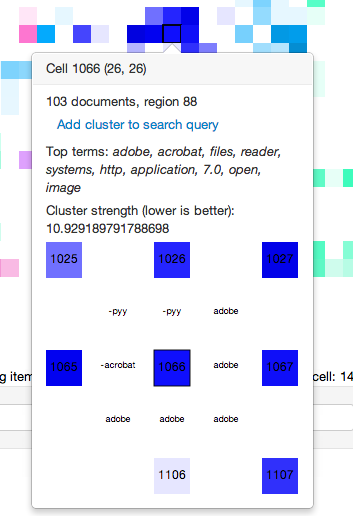 Cell 1066 (26, 26)
103 documents, region 88
Add cluster to search query
Top terms: adobe, acrobat, files, reader,
systems, http, application, 7.0, open,
image
Cluster strength (lower is better):
10.929189791788698
1025 1026 1027
-pyy -pyy adobe
g item
cell: 14
1065 -acrobat 1066 adobe 1067
adobe adobe adobe
1106 1107